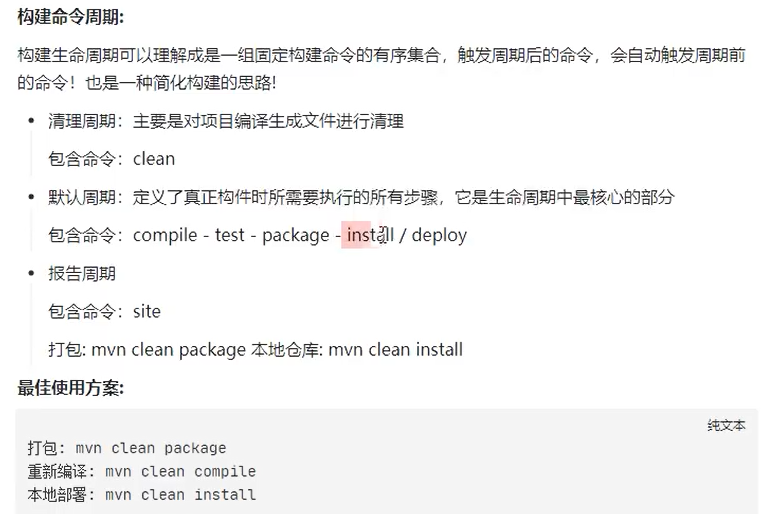 构建命令周期:
构建生命周期可以理解成是一组固定构建命令的有序集合，触发周期后的命令，会自动触发周期前
的命令！也是一种简化构建的思路!
• 清理周期：主要是对项目编译生成文件进行清理
包含命令：clean
• 默认周期：定义了真正构件时所需要执行的所有步骤，它是生命周期中最核心的部分
包含命令：compile - test - package - install / deploy
• 报告周期
包含命令：site
打包: mvn clean package 本地仓库: mvn clean install
最佳使用方案:
纯文本
打包: mvn clean package
重新编译: mvn clean compile
本地部署: mvn clean install